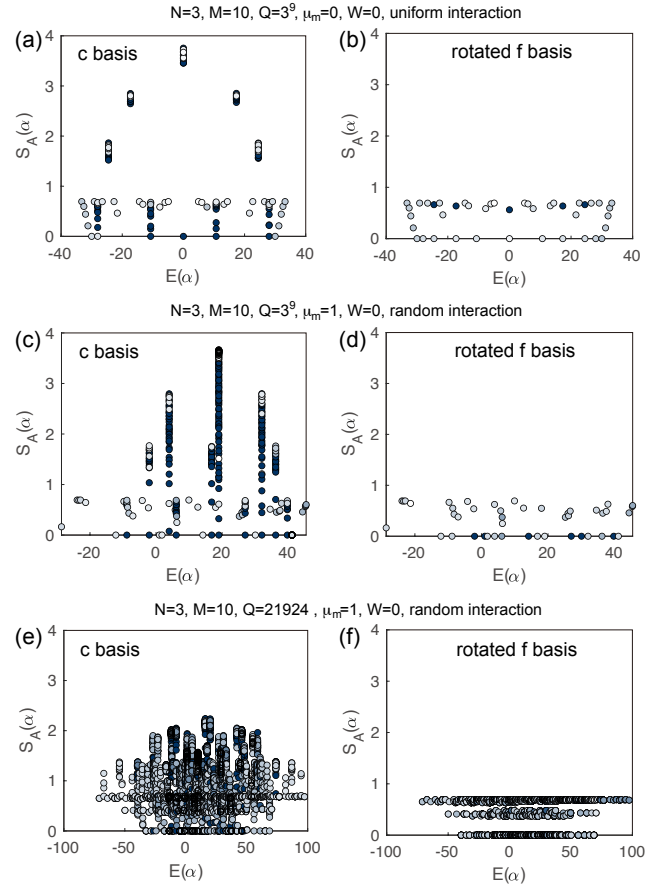 N=3, M=10, Q=3⁹, μₘ=0, W=0, uniform interaction
(a) (b)
c basis rotated f basis
4 4
3 3
2 2
1 1
0 0
S_A(α) S_A(α)
-40 -20 0 20 40 -40 -20 0 20 40
E(α) E(α)
N=3, M=10, Q=3⁹, μₘ=1, W=0, random interaction
(c) (d)
c basis rotated f basis
4 4
3 3
2 2
1 1
0 0
S_A(α) S_A(α)
-20 0 20 40 -20 0 20 40
E(α) E(α)
N=3, M=10, Q=21924 , μₘ=1, W=0, random interaction
(e) (f)
c basis rotated f basis
4 4
3 3
2 2
1 1
0 0
S_A(α) S_A(α)
-100 -50 0 50 100 -100 -50 0 50 100
E(α) E(α)